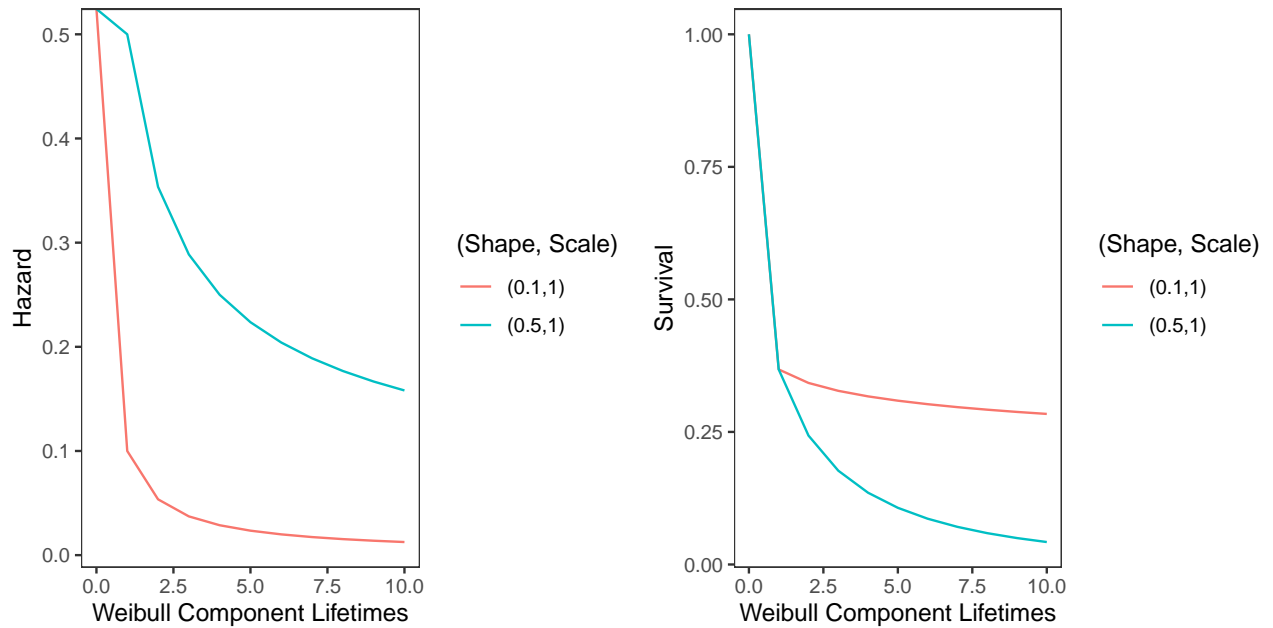 Hazard
0.5
0.4
0.3
0.2
0.1
0.0
0.0 2.5 5.0 7.5 10.0
Weibull Component Lifetimes
(Shape, Scale)
(0.1,1)
(0.5,1)
Survival
1.00
0.75
0.50
0.25
0.00
0.0 2.5 5.0 7.5 10.0
Weibull Component Lifetimes
(Shape, Scale)
(0.1,1)
(0.5,1)